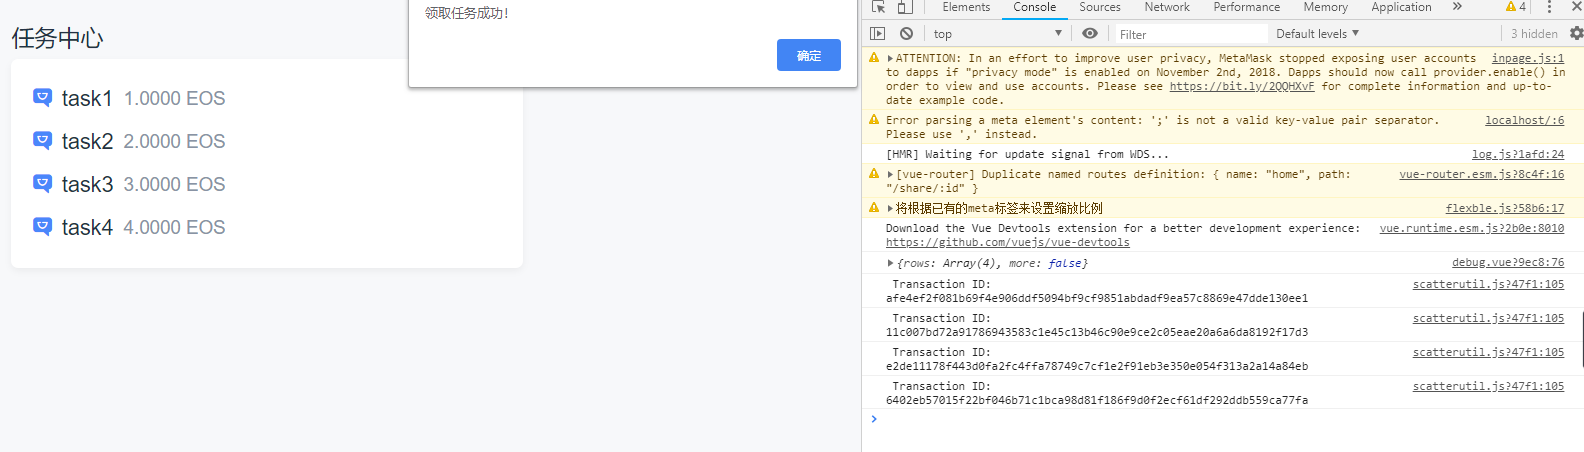 任务中心
task1 1.0000 EOS
task2 2.0000 EOS
task3 3.0000 EOS
task4 4.0000 EOS
领取任务成功！
确定
Elements Console Sources Network Performance Memory Application » 4
top Filter Default levels ▼ 3 hidden
ATTENTION: In an effort to improve user privacy, MetaMask stopped exposing user accounts inpage.js:1
to dapps if "privacy mode" is enabled on November 2nd, 2018. Dapps should now call provider.enable() in
order to view and use accounts. Please see https://bit.ly/2QQHXvF for complete information and up-to-
date example code.
Error parsing a meta element's content: ';' is not a valid key-value pair separator. localhost/:6
Please use ',' instead.
[HMR] Waiting for update signal from WDS... log.js?1afd:24
[vue-router] Duplicate named routes definition: { name: "home", path: vue-router.esm.js?8c4f:16
"/share/:id" }
将根据已有的meta标签来设置缩放比例 flexble.js?58b6:17
Download the Vue Devtools extension for a better development experience: vue.runtime.esm.js?2b0e:8010
https://github.com/vuejs/vue-devtools
{rows: Array(4), more: false} debug.vue?9ec8:76
Transaction ID: scatterutil.js?47f1:105
afe4ef2f081b69f4e906ddf5094bf9cf9851abdadf9ea57c8869e47dde130ee1
Transaction ID: scatterutil.js?47f1:105
11c007bd72a91786943583c1e45c13b46c90e9ce2c05eae20a6a6da8192f17d3
Transaction ID: scatterutil.js?47f1:105
e2de11178f443d0fa2fc4ffa78749c7cf1e2f91eb3e350e054f313a2a14a84eb
Transaction ID: scatterutil.js?47f1:105
6402eb57015f22bf046b71c1bca98d81f186f9d0f2ecf61df292ddb559ca77fa